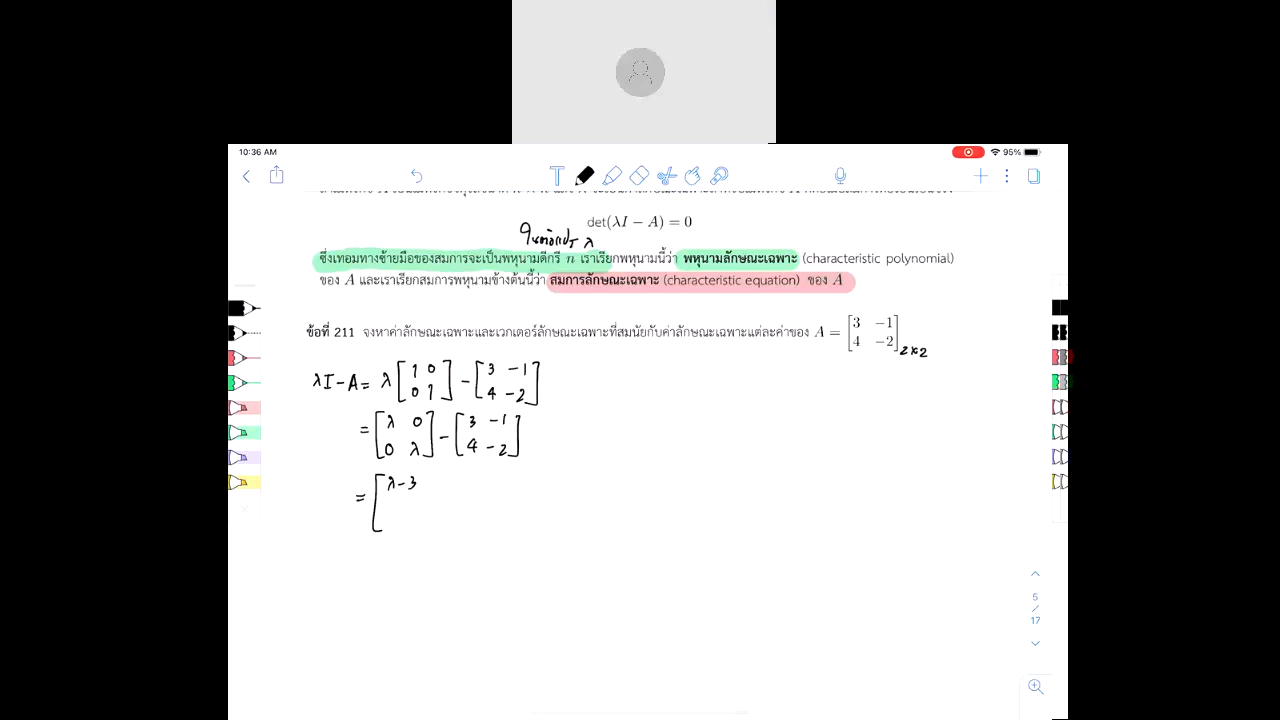 10:36 AM
95%
det(λI − A) = 0
λ
ซึ่งเทอมทางซ้ายมือของสมการจะเป็นพหุนามดีกรี n เราเรียกพหุนามนี้ว่า พหุนามลักษณะเฉพาะ (characteristic polynomial)
ของ A และเราเรียกสมการพหุนามข้างต้นนี้ว่า สมการลักษณะเฉพาะ (characteristic equation) ของ A
ข้อที่ 211 จงหาค่าลักษณะเฉพาะและเวกเตอร์ลักษณะเฉพาะที่สมนัยกับค่าลักษณะเฉพาะแต่ละค่าของ A = [3 −1
4 −2] 2×2
λI − A = λ [1 0
0 1] − [3 −1
4 −2]
= [λ 0
0 λ] − [3 −1
4 −2]
= [λ − 3
5
/
17